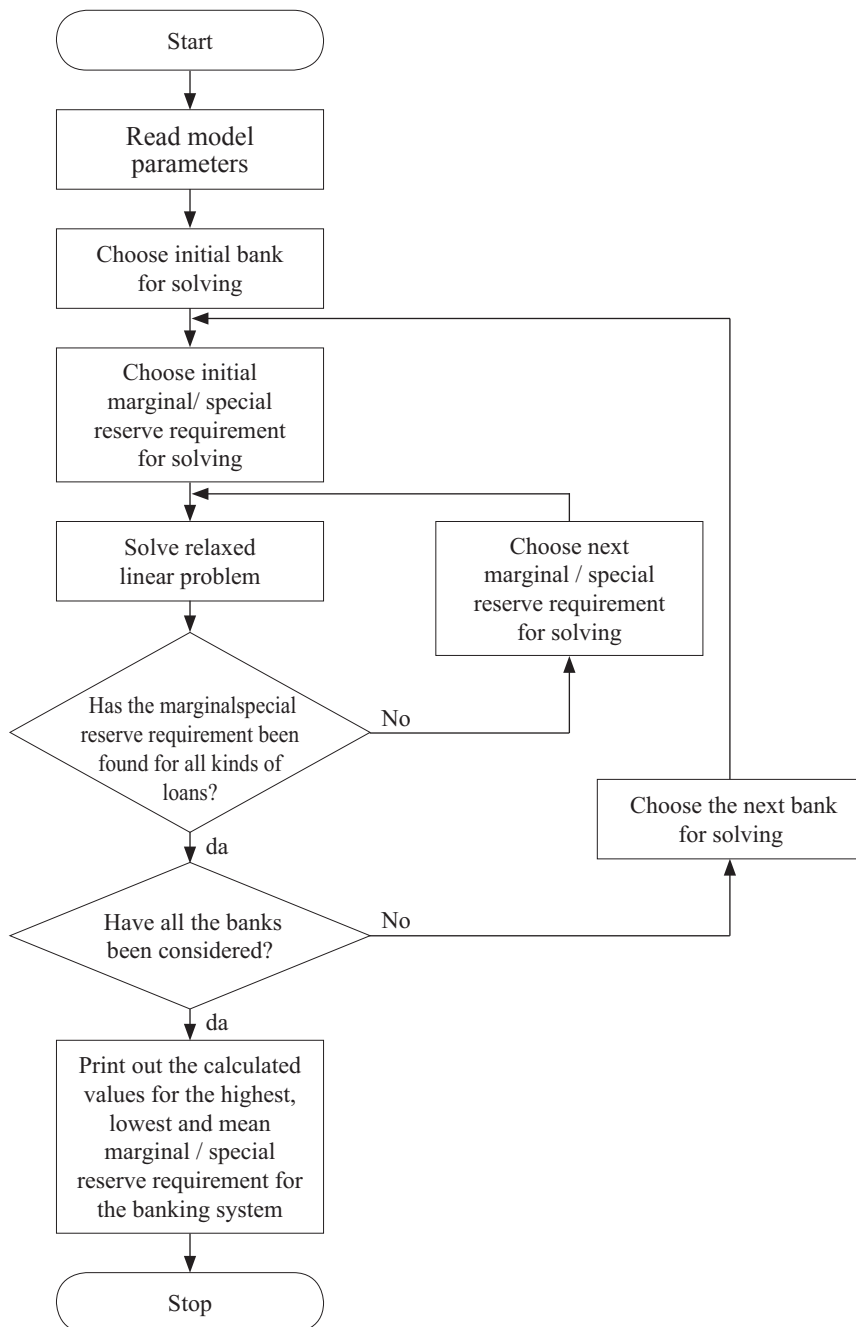 Start
Read model
parameters
Choose initial bank
for solving
Choose initial
marginal/ special
reserve requirement
for solving
Solve relaxed
linear problem
Choose next
marginal / special
reserve requirement
for solving
Has the marginalspecial
reserve requirement been
found for all kinds of
loans?
No
Choose the next bank
for solving
da
Have all the banks
been considered?
No
da
Print out the calculated
values for the highest,
lowest and mean
marginal / special
reserve requirement for
the banking system
Stop